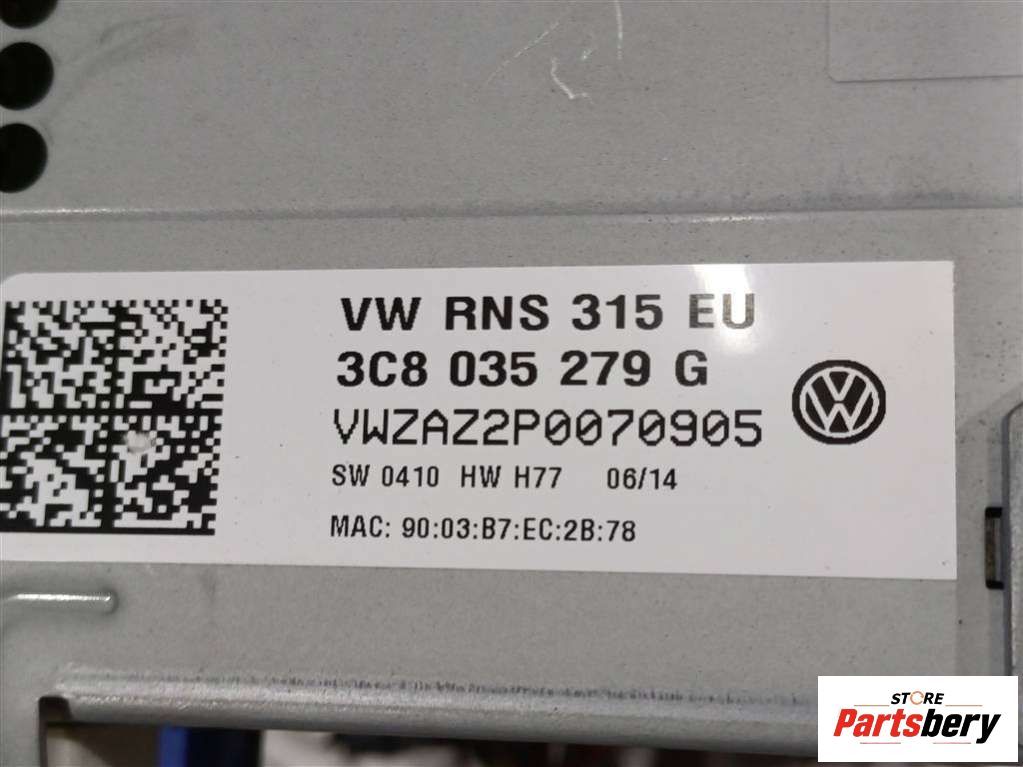 VW RNS 315 EU
3C8 035 279 G
VWZAZ2P0070905
SW 0410 HW H77 06/14
MAC: 90:03:B7:EC:2B:78
STORE
Partsbery